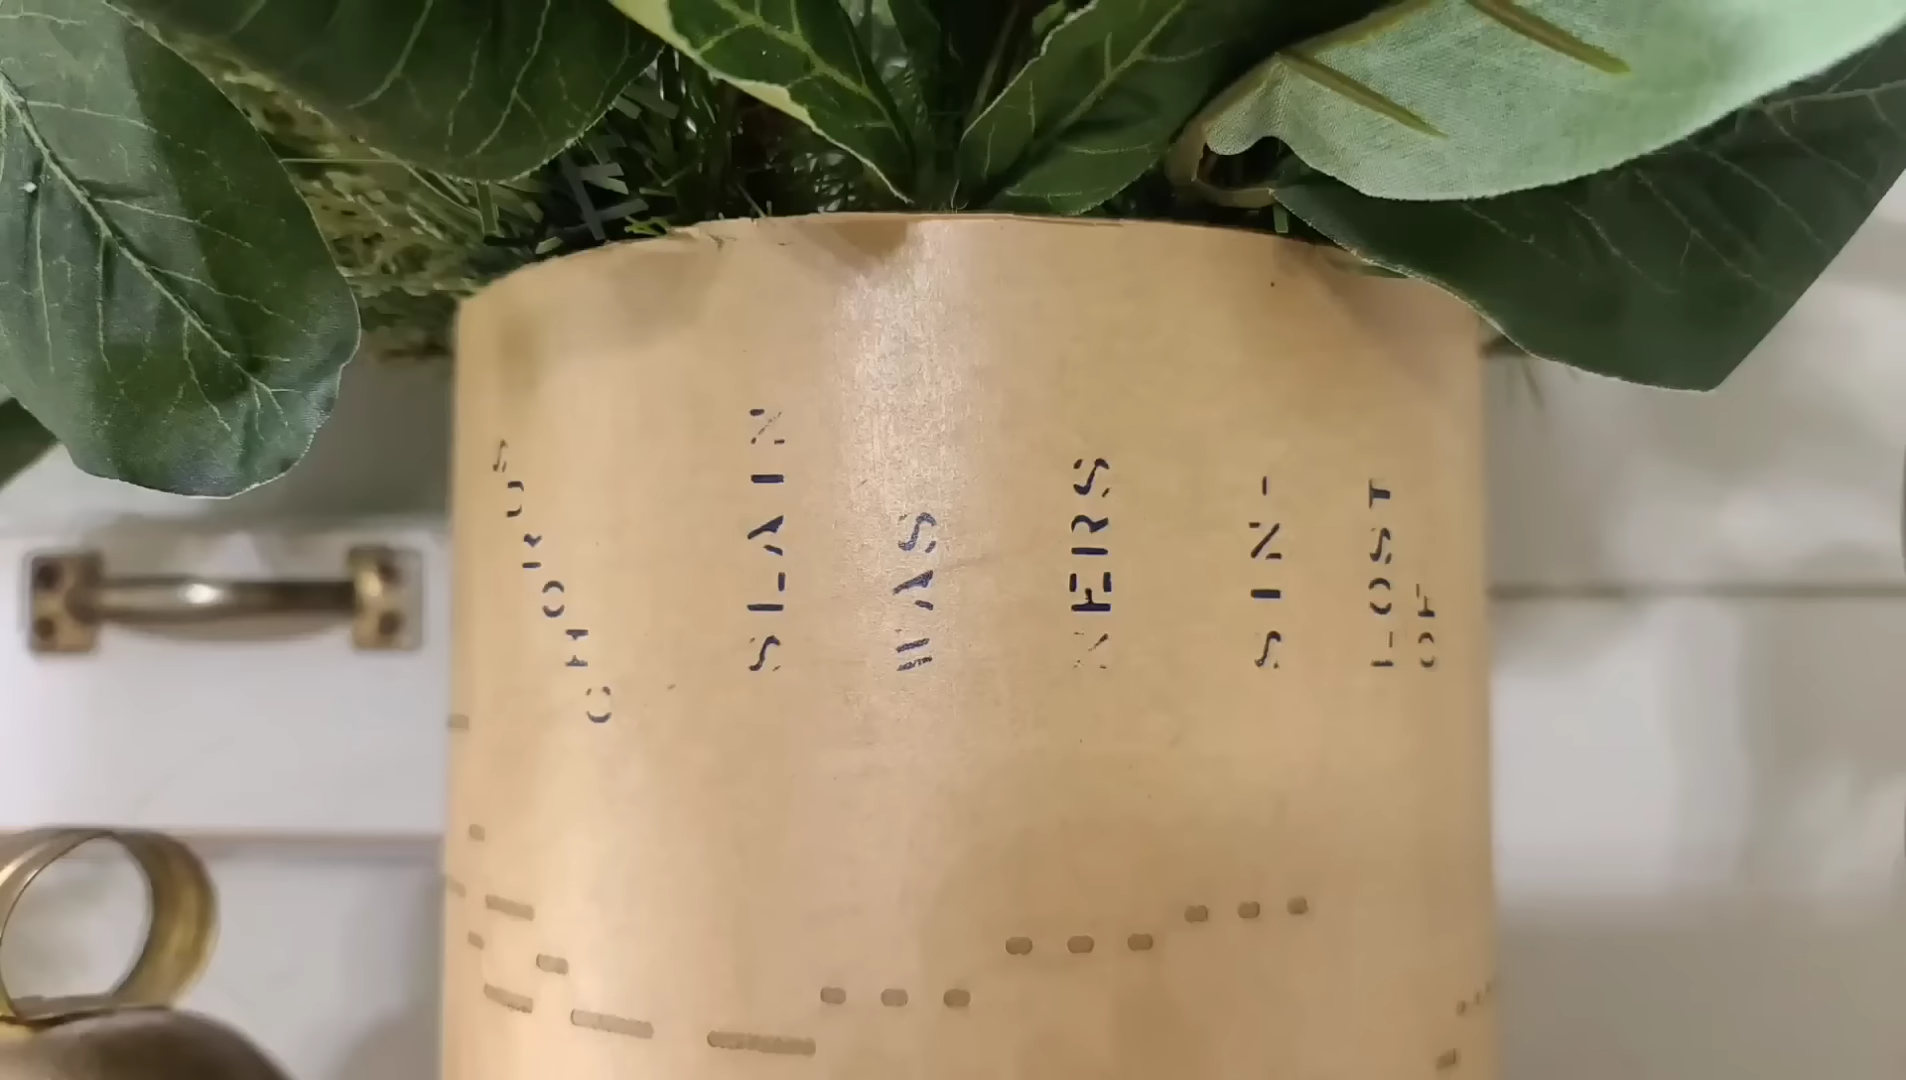 CHORUS
SLAIN
WAS
NERS
SIN-
LOST
OF